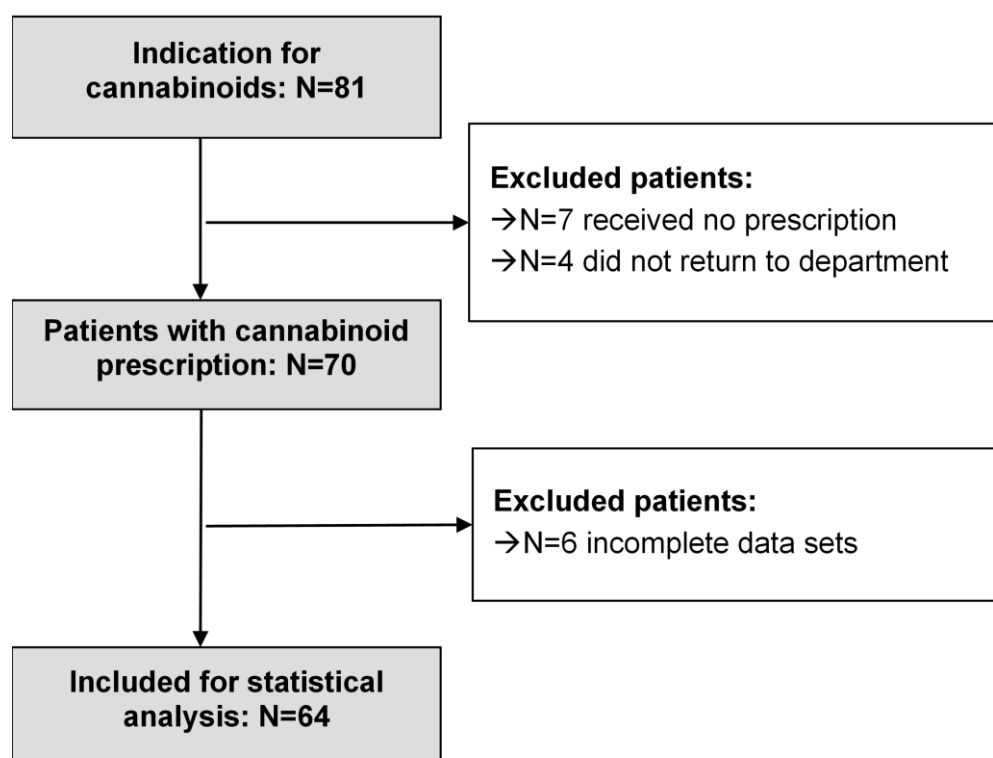 Indication for
cannabinoids: N=81
Excluded patients:
→N=7 received no prescription
→N=4 did not return to department
Patients with cannabinoid
prescription: N=70
Excluded patients:
→N=6 incomplete data sets
Included for statistical
analysis: N=64